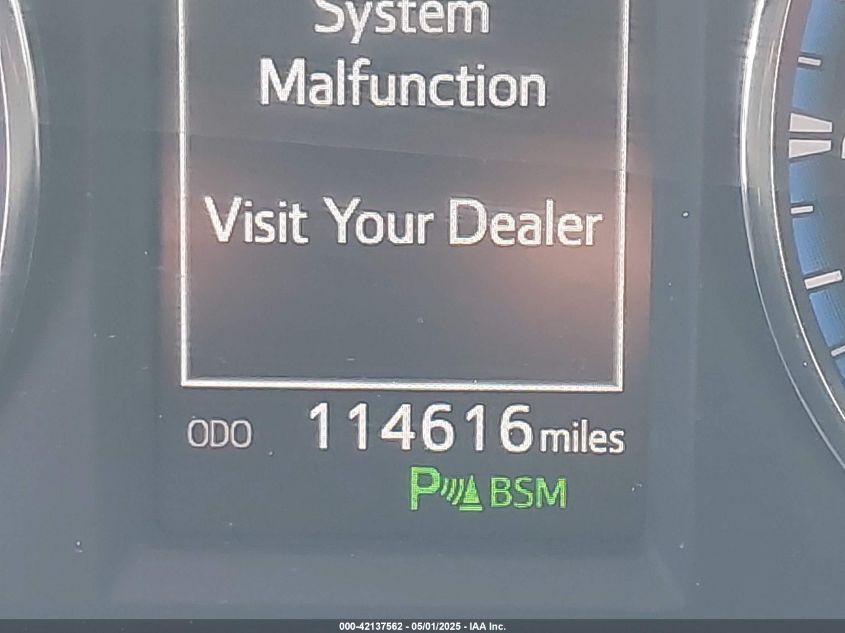 System
Malfunction
Visit Your Dealer
ODO 114616 miles
P BSM
000-42137562 - 05/01/2025 - IAA Inc.